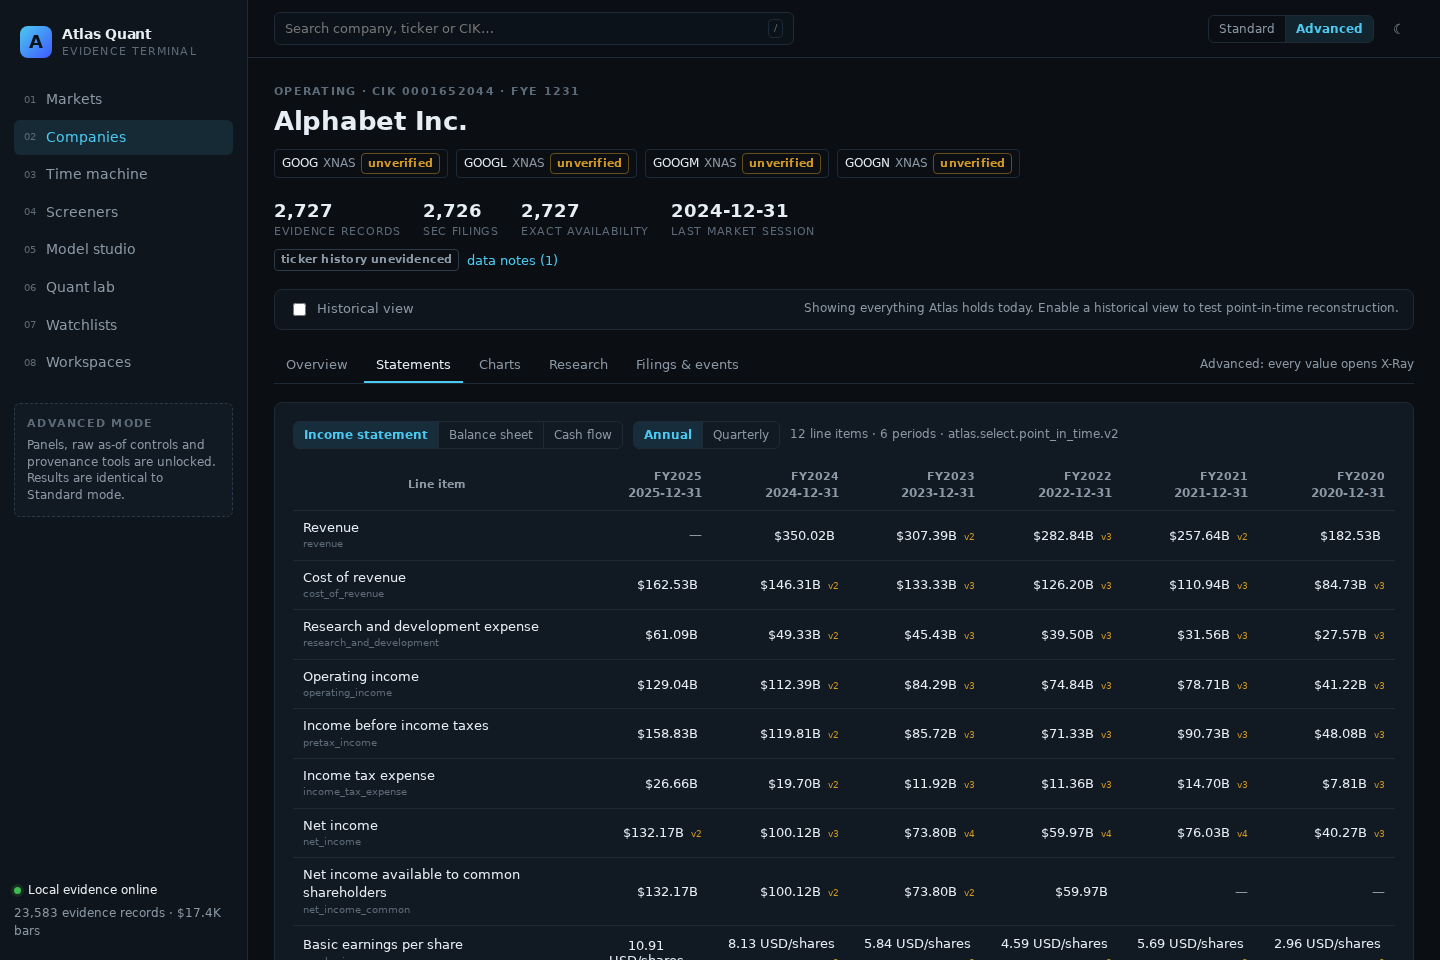 A
Atlas Quant
EVIDENCE TERMINAL
01 Markets
02 Companies
03 Time machine
04 Screeners
05 Model studio
06 Quant lab
07 Watchlists
08 Workspaces
ADVANCED MODE
Panels, raw as-of controls and
provenance tools are unlocked.
Results are identical to
Standard mode.
Local evidence online
23,583 evidence records · $17.4K
bars
Search company, ticker or CIK... /
Standard Advanced ☾
OPERATING · CIK 0001652044 · FYE 1231
Alphabet Inc.
GOOG XNAS unverified GOOGL XNAS unverified GOOGM XNAS unverified GOOGN XNAS unverified
2,727 2,726 2,727 2024-12-31
EVIDENCE RECORDS SEC FILINGS EXACT AVAILABILITY LAST MARKET SESSION
ticker history unevidenced data notes (1)
Historical view Showing everything Atlas holds today. Enable a historical view to test point-in-time reconstruction.
Overview Statements Charts Research Filings & events Advanced: every value opens X-Ray
Income statement Balance sheet Cash flow Annual Quarterly 12 line items · 6 periods · atlas.select.point_in_time.v2
Line item FY2025 FY2024 FY2023 FY2022 FY2021 FY2020
2025-12-31 2024-12-31 2023-12-31 2022-12-31 2021-12-31 2020-12-31
Revenue — $350.02B $307.39B v2 $282.84B v3 $257.64B v2 $182.53B
revenue
Cost of revenue $162.53B $146.31B v2 $133.33B v3 $126.20B v3 $110.94B v3 $84.73B v3
cost_of_revenue
Research and development expense $61.09B $49.33B v2 $45.43B v3 $39.50B v3 $31.56B v3 $27.57B v3
research_and_development
Operating income $129.04B $112.39B v2 $84.29B v3 $74.84B v3 $78.71B v3 $41.22B v3
operating_income
Income before income taxes $158.83B $119.81B v2 $85.72B v3 $71.33B v3 $90.73B v3 $48.08B v3
pretax_income
Income tax expense $26.66B $19.70B v2 $11.92B v3 $11.36B v3 $14.70B v3 $7.81B v3
income_tax_expense
Net income $132.17B v2 $100.12B v3 $73.80B v4 $59.97B v4 $76.03B v4 $40.27B v3
net_income
Net income available to common
shareholders $132.17B $100.12B v2 $73.80B v2 $59.97B — —
net_income_common
Basic earnings per share 10.91 8.13 USD/shares 5.84 USD/shares 4.59 USD/shares 5.69 USD/shares 2.96 USD/shares
USD/shares